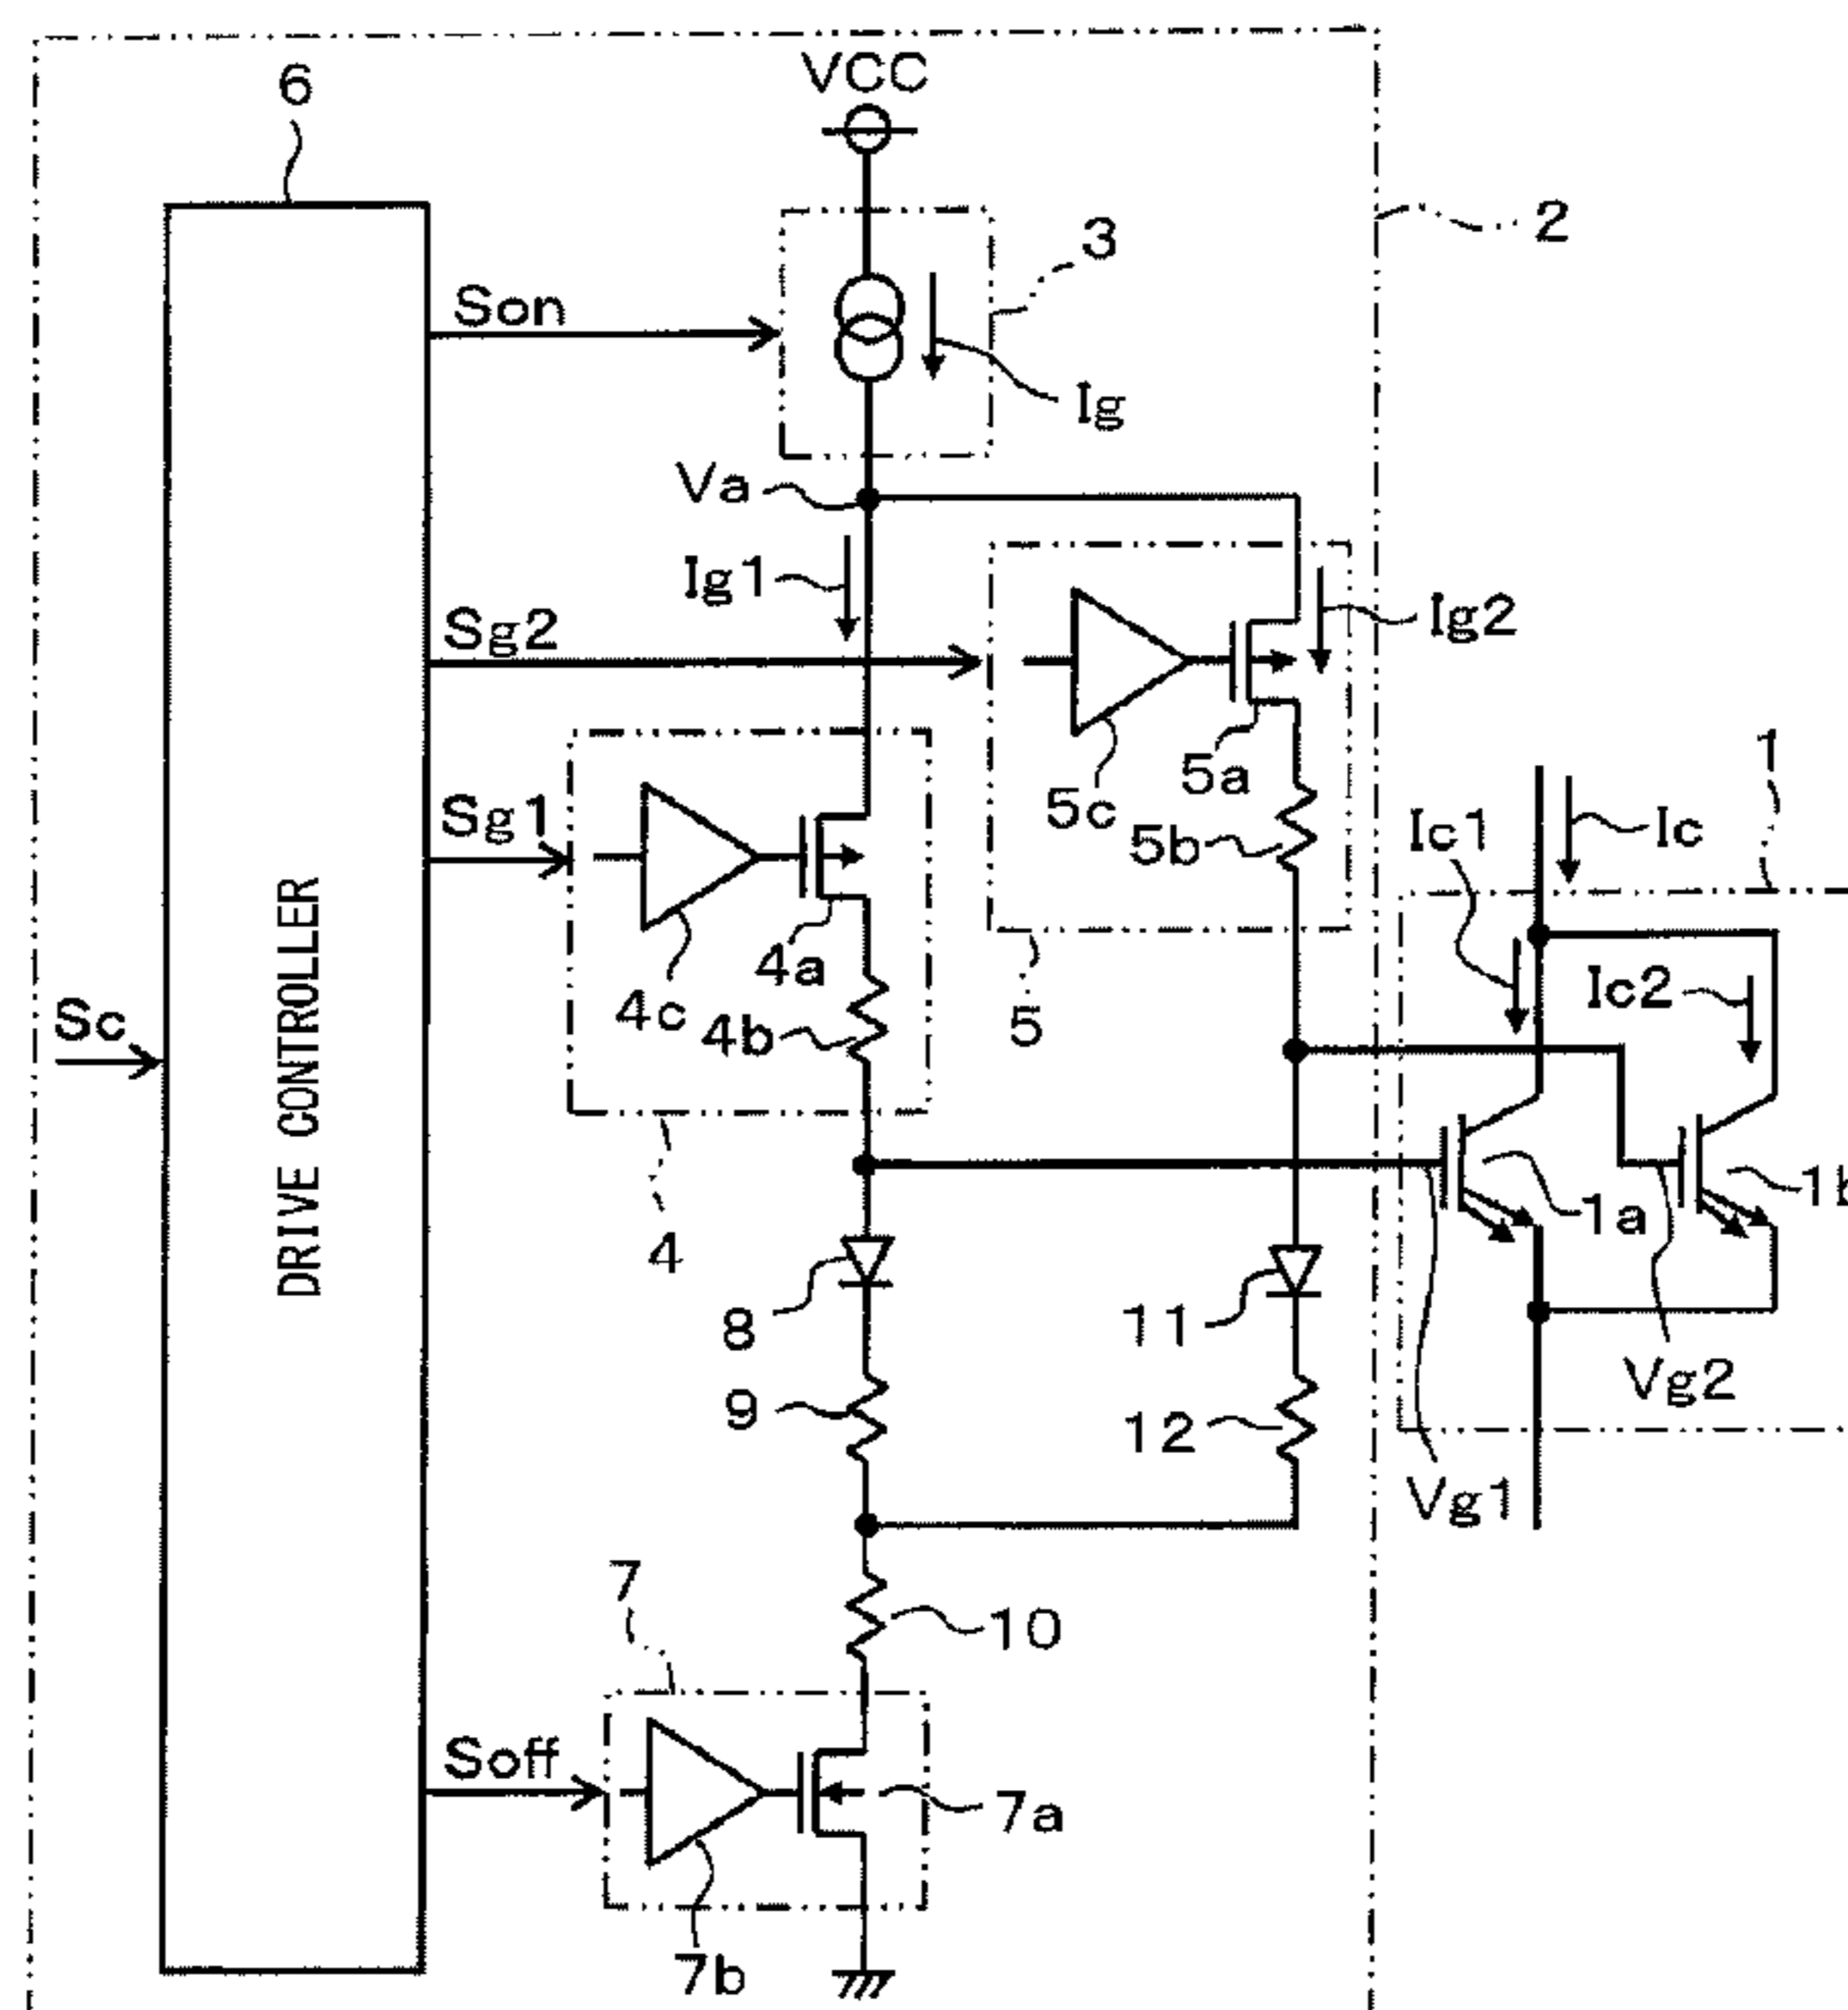 VCC
6
2
3
Son
Ig
Va
Ig1
Ig2
Sg2
5a
1
5c
Sg1
5b
Ic1
Ic
4a
Ic2
4c
Sc
4b
5
DRIVE CONTROLLER
1a
4
8
11
Vg2
9
12
Vg1
7
10
Soff
7a
7b